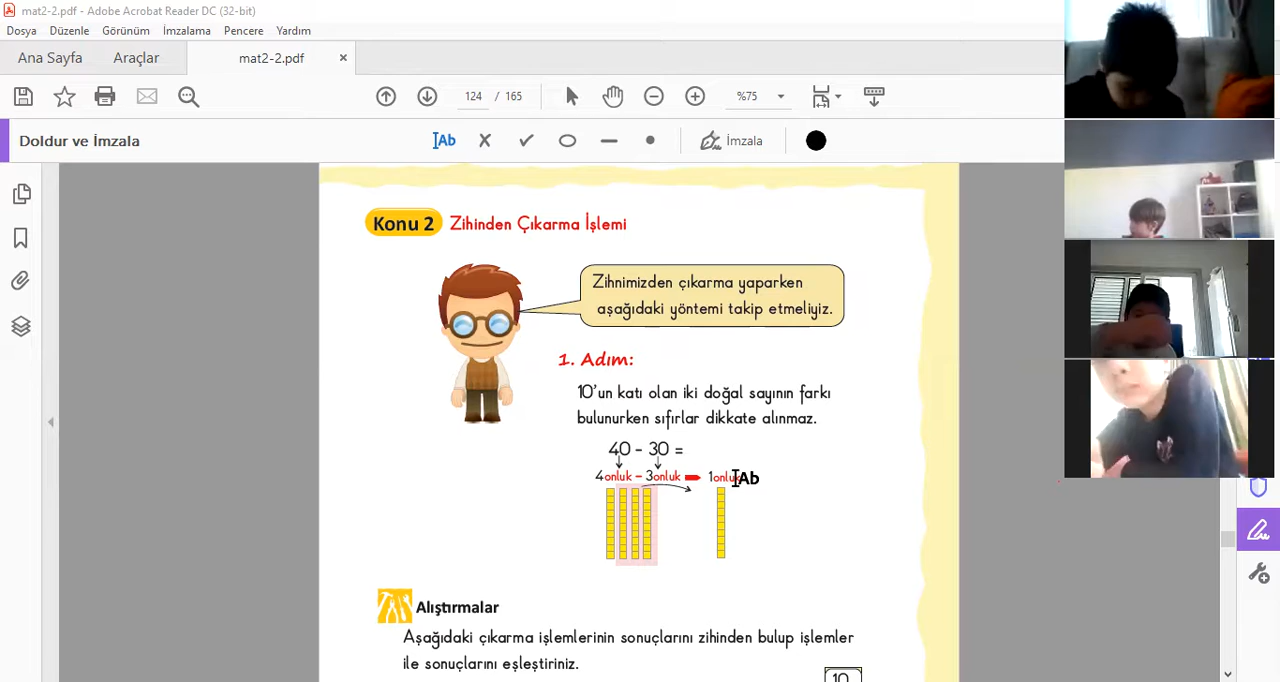 mat2-2.pdf - Adobe Acrobat Reader DC (32-bit)
Dosya Düzenle Görünüm İmzalama Pencere Yardım
Ana Sayfa Araçlar mat2-2.pdf ×
124 / 165 %75
Doldur ve İmzala Ab İmzala
Konu 2 Zihinden Çıkarma İşlemi
Zihnimizden çıkarma yaparken
aşağıdaki yöntemi takip etmeliyiz.
1. Adım:
10'un katı olan iki doğal sayının farkı
bulunurken sıfırlar dikkate alınmaz.
40 - 30 =
4onluk - 3onluk 1onluk Ab
Alıştırmalar
Aşağıdaki çıkarma işlemlerinin sonuçlarını zihinden bulup işlemler
ile sonuçlarını eşleştiriniz.
10